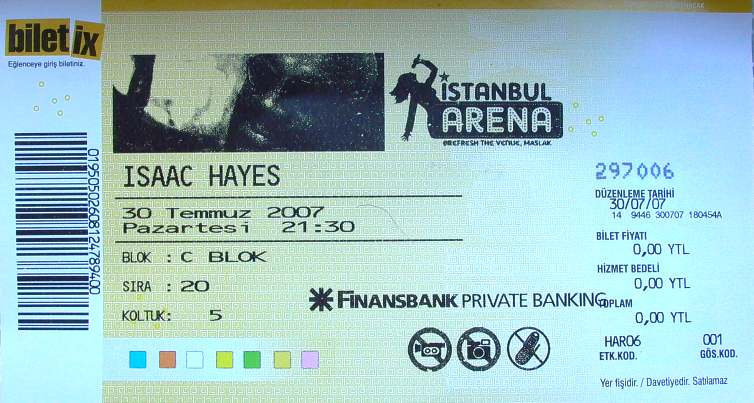 biletix
Eğlenceye giriş biletiniz.
01950502608124789400
İSTANBUL
ARENA
@REFRESH THE VENUE, MASLAK
ISAAC HAYES
30 Temmuz 2007
Pazartesi 21:30
BLOK : C BLOK
SIRA : 20
KOLTUK: 5
FINANSBANK PRIVATE BANKING
297006
DÜZENLEME TARİHİ
30/07/07
14 9446 300707 180454A
BİLET FİYATI
0,00 YTL
HİZMET BEDELİ
0,00 YTL
TOPLAM
0,00 YTL
HAR06 001
ETK.KOD. GÖS.KOD.
Yer fişidir. / Davetiyedir. Satılamaz